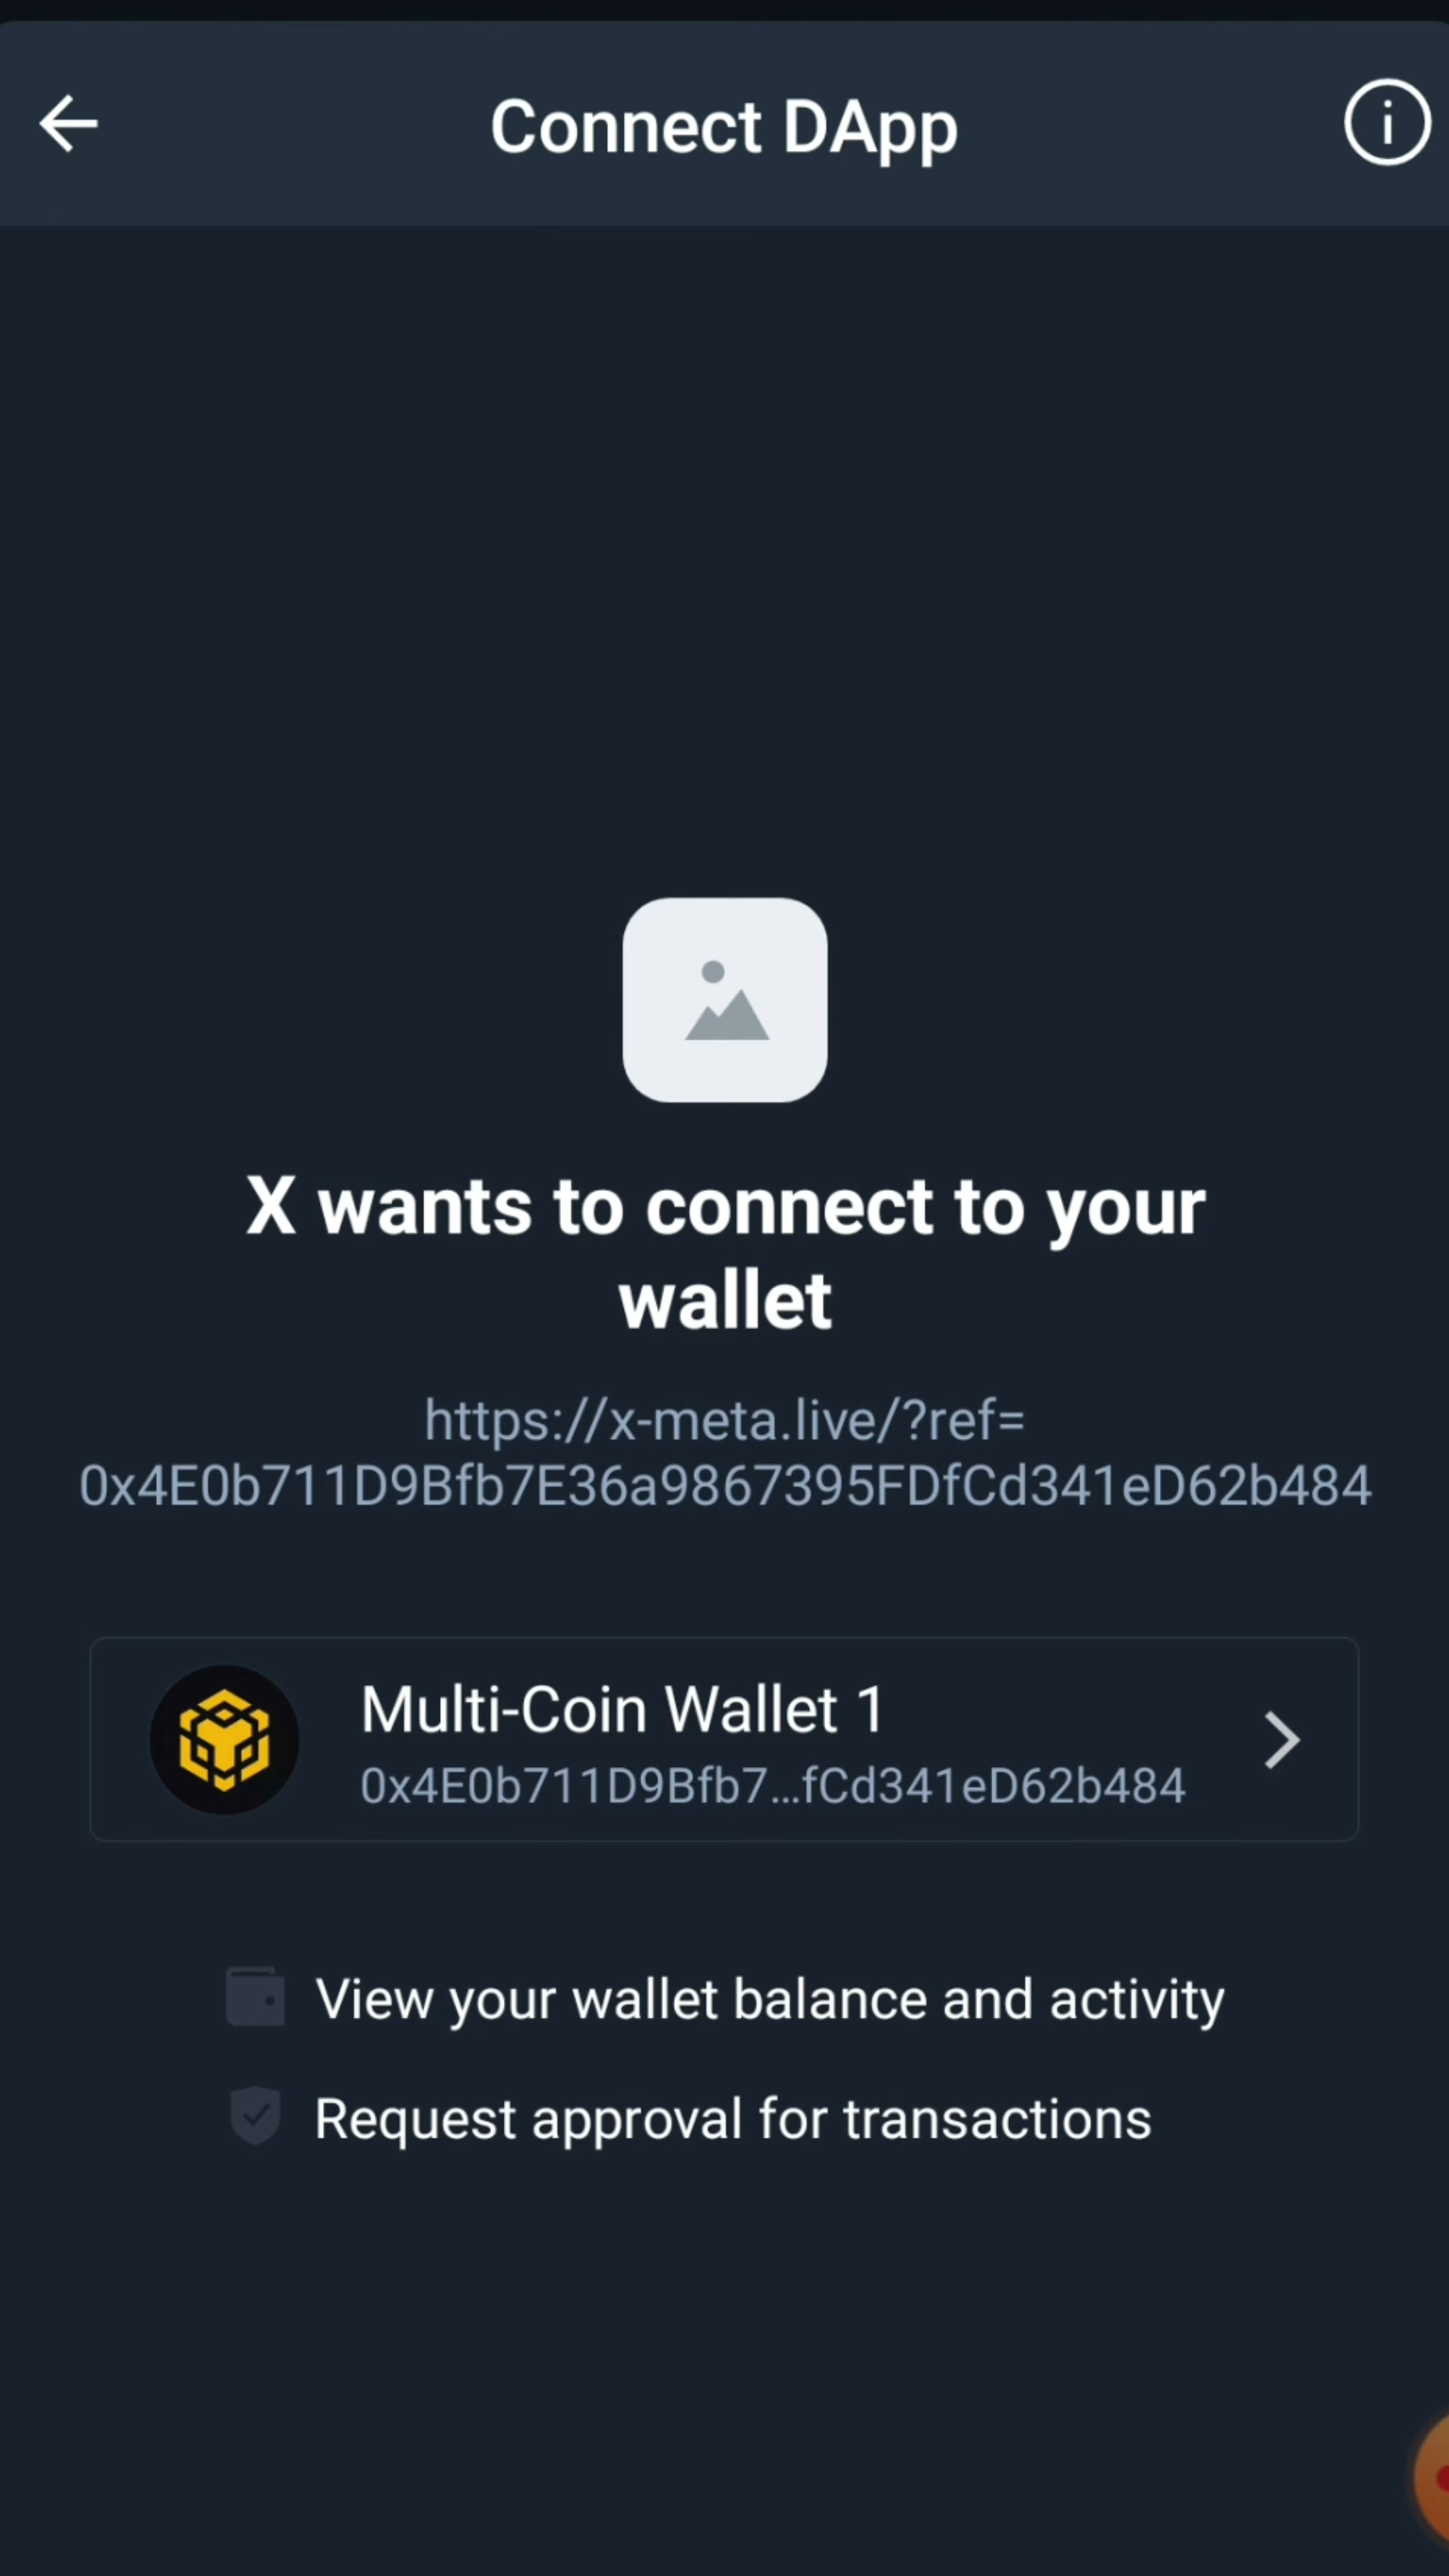 Connect DApp
X wants to connect to your
wallet
https://x-meta.live/?ref=
0x4E0b711D9Bfb7E36a9867395FDfCd341eD62b484
Multi-Coin Wallet 1
0x4E0b711D9Bfb7...fCd341eD62b484
View your wallet balance and activity
Request approval for transactions